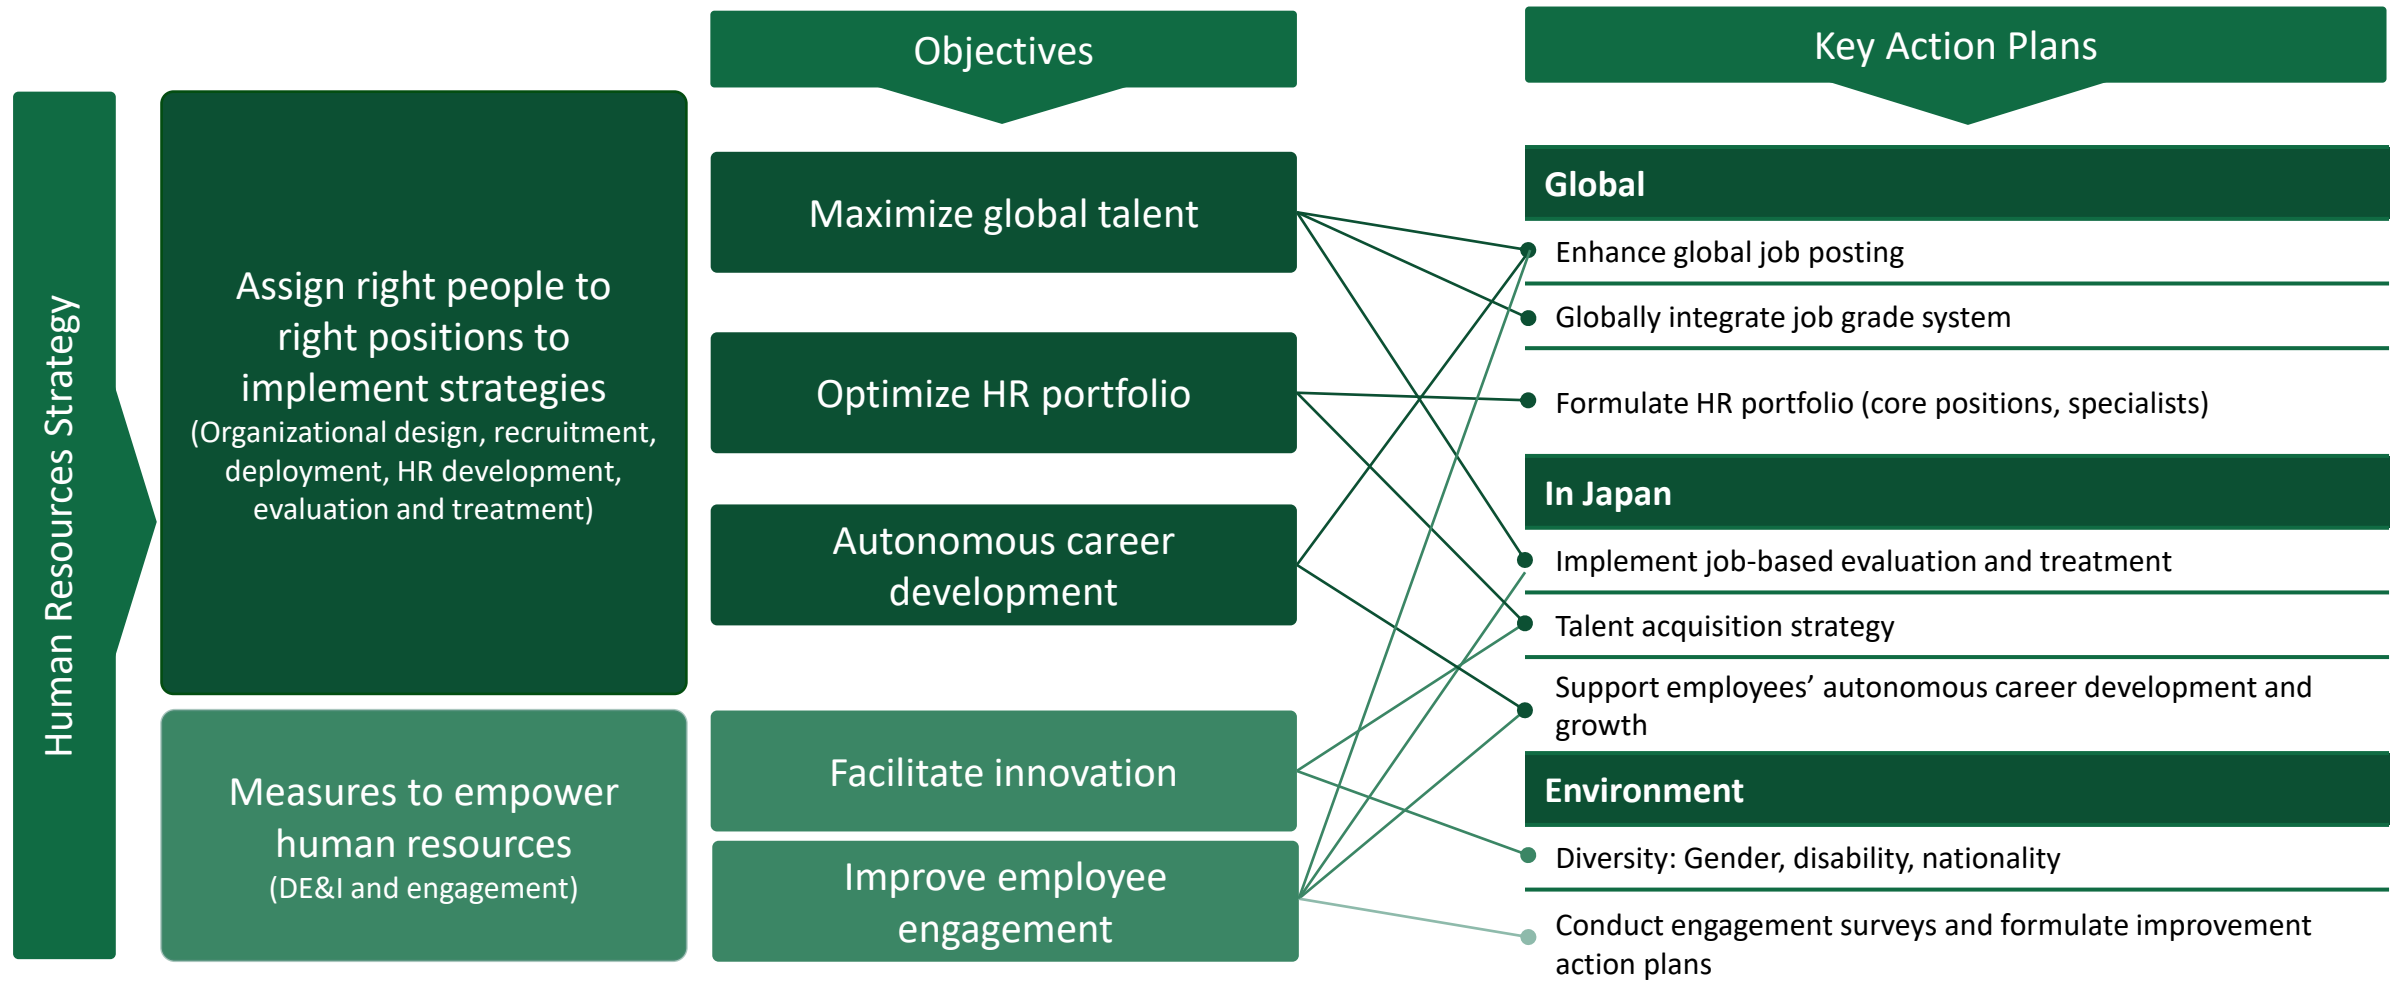 Human Resources Strategy
Assign right people to
right positions to
implement strategies
(Organizational design, recruitment,
deployment, HR development,
evaluation and treatment)
Measures to empower
human resources
(DE&I and engagement)
Objectives
Maximize global talent
Optimize HR portfolio
Autonomous career
development
Facilitate innovation
Improve employee
engagement
Key Action Plans
Global
Enhance global job posting
Globally integrate job grade system
Formulate HR portfolio (core positions, specialists)
In Japan
Implement job-based evaluation and treatment
Talent acquisition strategy
Support employees’ autonomous career development and
growth
Environment
Diversity: Gender, disability, nationality
Conduct engagement surveys and formulate improvement
action plans